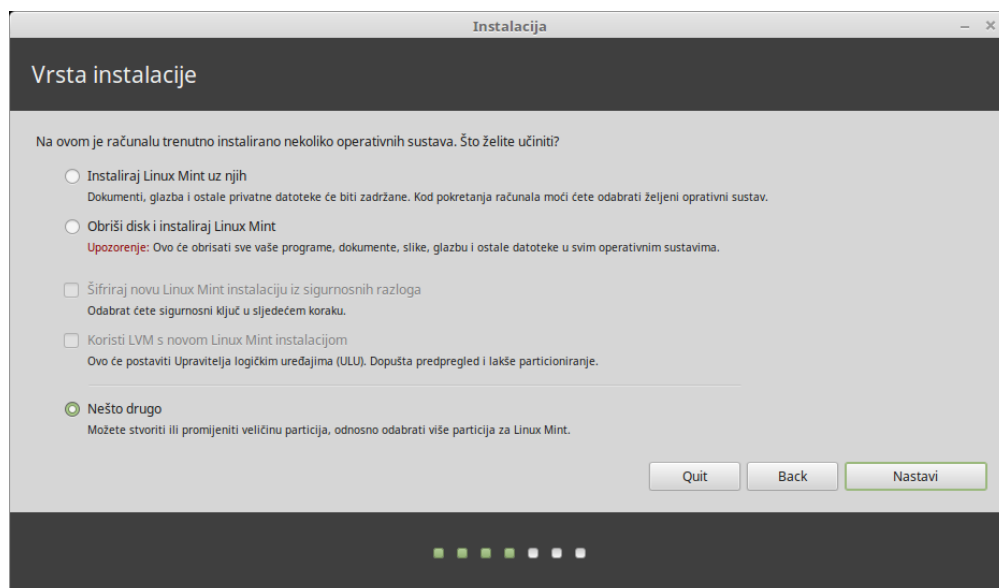 Instalacija
Vrsta instalacije
Na ovom je računalu trenutno instalirano nekoliko operativnih sustava. Što želite učiniti?
Instaliraj Linux Mint uz njih
Dokumenti, glazba i ostale privatne datoteke će biti zadržane. Kod pokretanja računala moći ćete odabrati željeni oprativni sustav.
Obriši disk i instaliraj Linux Mint
Upozorenje: Ovo će obrisati sve vaše programe, dokumente, slike, glazbu i ostale datoteke u svim operativnim sustavima.
Šifriraj novu Linux Mint instalaciju iz sigurnosnih razloga
Odabrat ćete sigurnosni ključ u sljedećem koraku.
Koristi LVM s novom Linux Mint instalacijom
Ovo će postaviti Upravitelja logičkim uređajima (ULU). Dopušta predpregled i lakše particioniranje.
Nešto drugo
Možete stvoriti ili promijeniti veličinu particija, odnosno odabrati više particija za Linux Mint.
Quit Back Nastavi